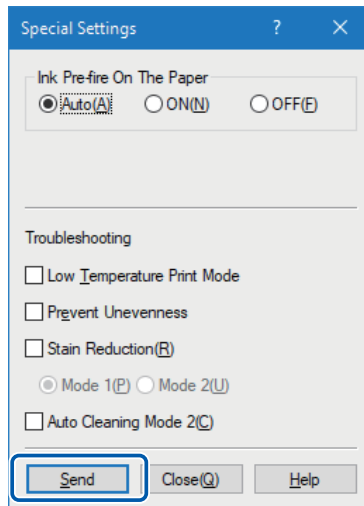 Special Settings ? ×
Ink Pre-fire On The Paper
Auto(A) ON(N) OFF(F)
Troubleshooting
Low Temperature Print Mode
Prevent Unevenness
Stain Reduction(R)
Mode 1(P) Mode 2(U)
Auto Cleaning Mode 2(C)
Send Close(Q) Help